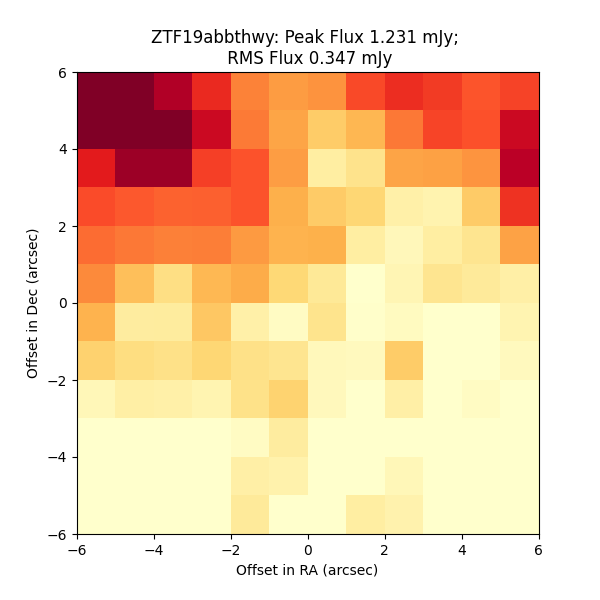 ZTF19abbthwy: Peak Flux 1.231 mJy;
RMS Flux 0.347 mJy
6
4
2
0
−2
−4
−6
Offset in Dec (arcsec)
−6 −4 −2 0 2 4 6
Offset in RA (arcsec)